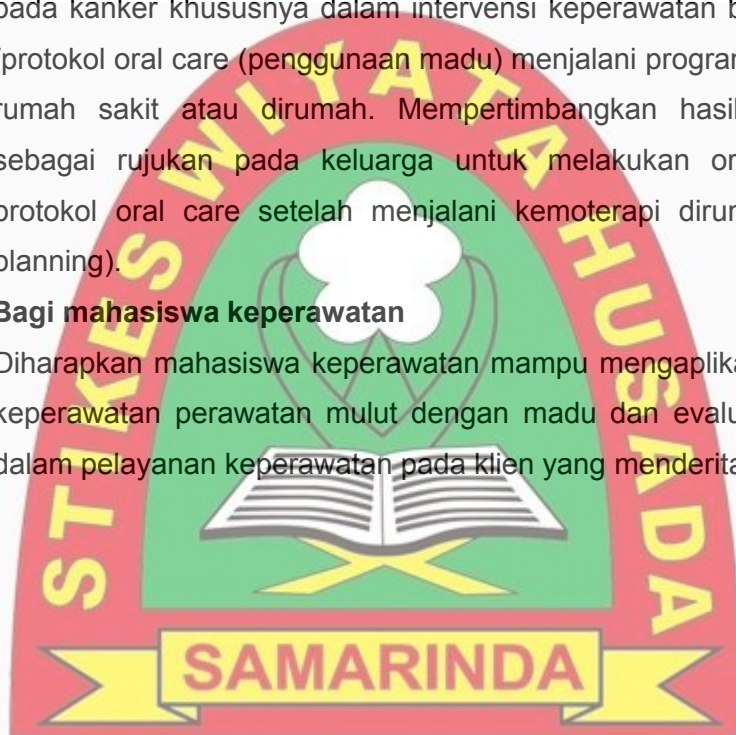 pada kanker khususnya dalam intervensi keperawatan b
protokol oral care (penggunaan madu) menjalani program
rumah sakit atau dirumah. Mempertimbangkan hasil
sebagai rujukan pada keluarga untuk melakukan or
protokol oral care setelah menjalani kemoterapi dirum
planning).
Bagi mahasiswa keperawatan
Diharapkan mahasiswa keperawatan mampu mengaplika
keperawatan perawatan mulut dengan madu dan evalu
dalam pelayanan keperawatan pada klien yang menderita
STIKES WIYATA HUSADA
SAMARINDA